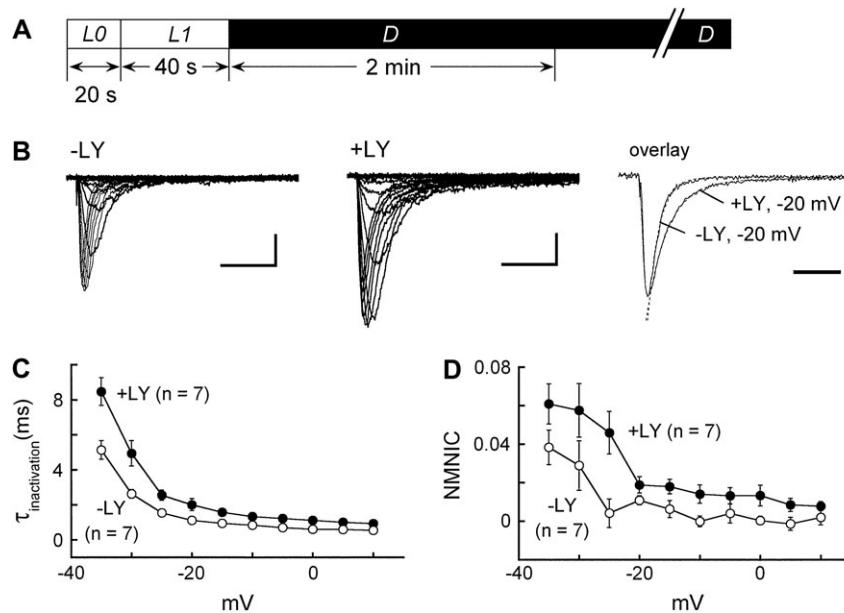 A
L0
L1
D
D
20 s
40 s
2 min
B
-LY
+LY
overlay
+LY, -20 mV
-LY, -20 mV
C
τinactivation(ms)
8
4
0
+LY (n = 7)
-LY
(n = 7)
-40
-20
0
mV
D
NMNIC
0.08
0.04
0
+LY (n = 7)
-LY
(n = 7)
-40
-20
0
mV